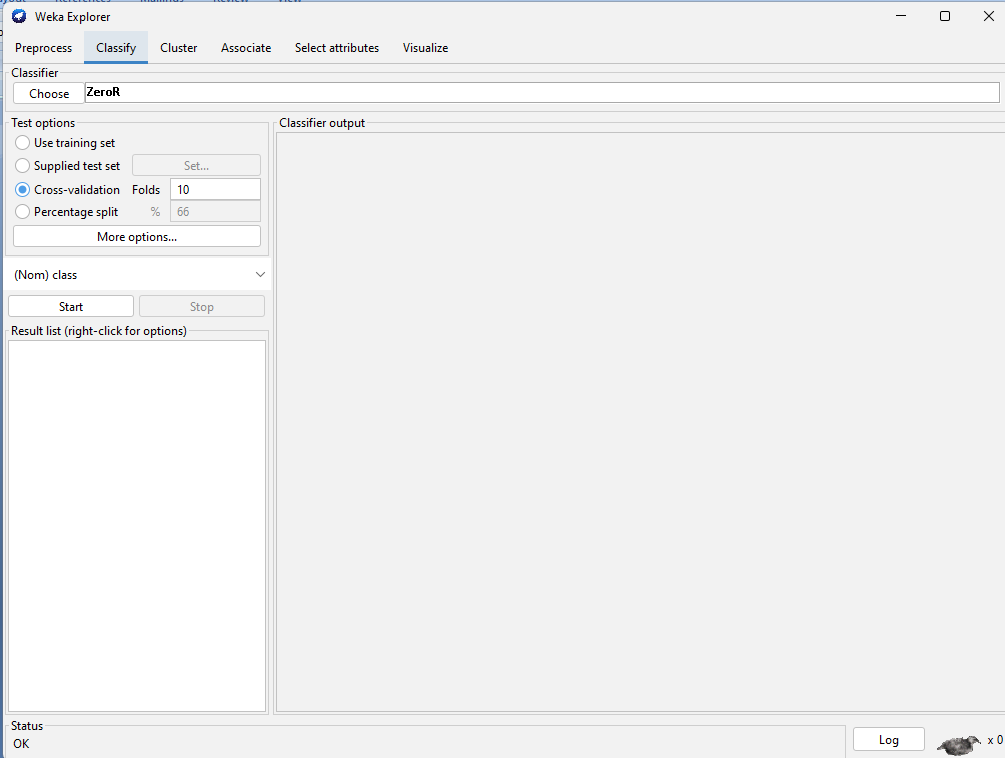 Weka Explorer
Preprocess Classify Cluster Associate Select attributes Visualize
Classifier
Choose ZeroR
Test options
Use training set
Supplied test set Set...
Cross-validation Folds 10
Percentage split % 66
More options...
(Nom) class
Start Stop
Result list (right-click for options)
Classifier output
Status
OK
Log x 0